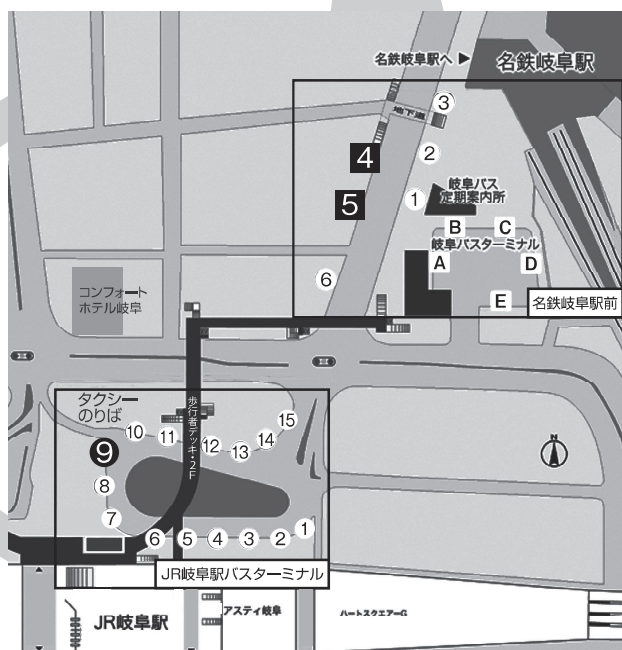 名鉄岐阜駅へ ▶
名鉄岐阜駅
3
地下道
4
2
5
1
岐阜バス
定期案内所
B
C
岐阜バスターミナル
A
D
6
E
名鉄岐阜駅前
コンフォート
ホテル岐阜
歩行者デッキ・2F
タクシー
のりば
10
11
12
13
14
15
N
9
8
7
6
5
4
3
2
1
JR岐阜駅バスターミナル
JR岐阜駅
アスティ岐阜
ハートスクエアーG